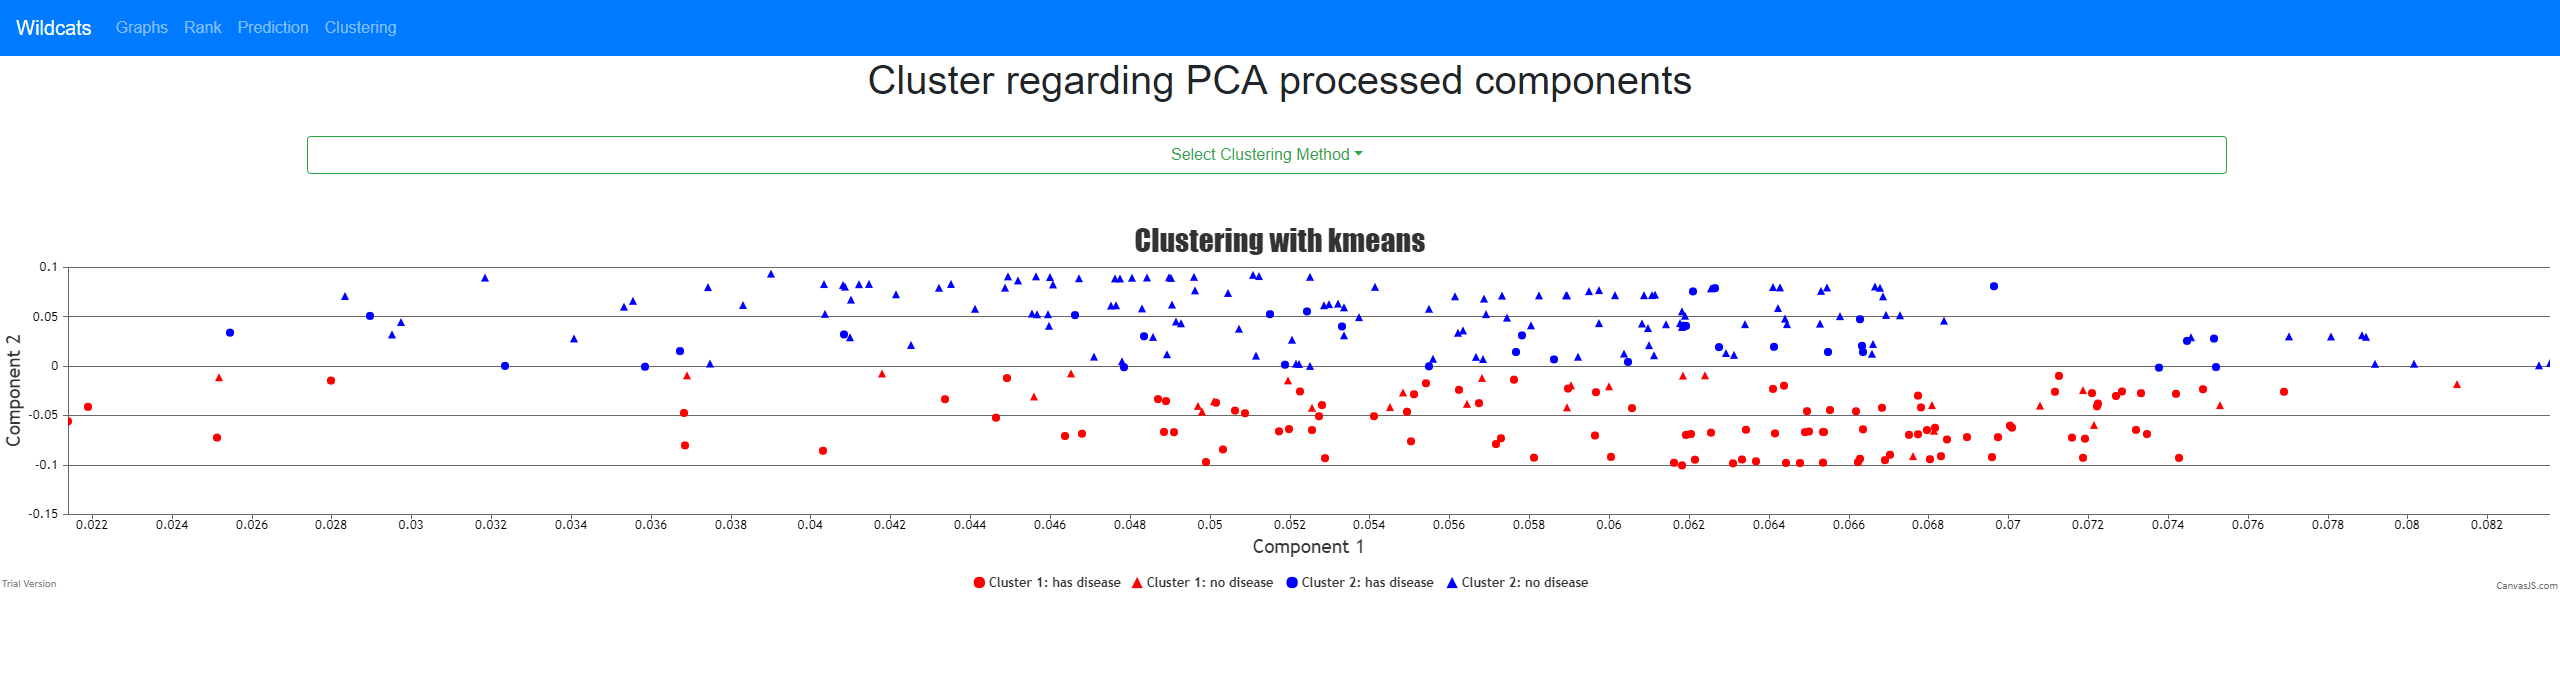 Wildcats Graphs Rank Prediction Clustering
Cluster regarding PCA processed components
Select Clustering Method
Clustering with kmeans
0.1
0.05
0
-0.05
-0.1
-0.15
Component 2
0.022 0.024 0.026 0.028 0.03 0.032 0.034 0.036 0.038 0.04 0.042 0.044 0.046 0.048 0.05 0.052 0.054 0.056 0.058 0.06 0.062 0.064 0.066 0.068 0.07 0.072 0.074 0.076 0.078 0.08 0.082
Component 1
Cluster 1: has disease Cluster 1: no disease Cluster 2: has disease Cluster 2: no disease
Trial Version
CanvasJS.com